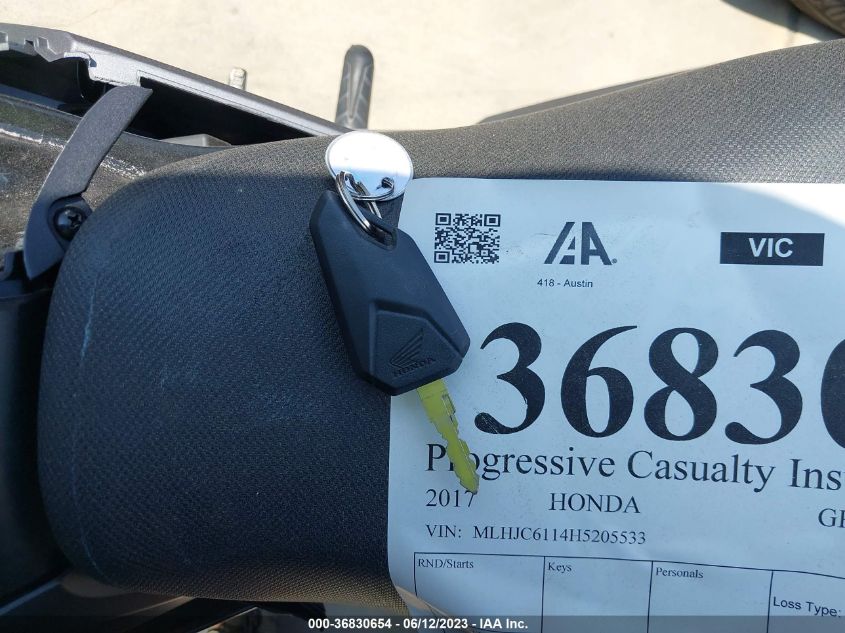 IAA.
VIC
418 - Austin
3683
HONDA
Progressive Casualty Ins
2017 HONDA
VIN: MLHJC6114H5205533
RND/Starts Keys Personals
Loss Type:
000-36830654 - 06/12/2023 - IAA Inc.